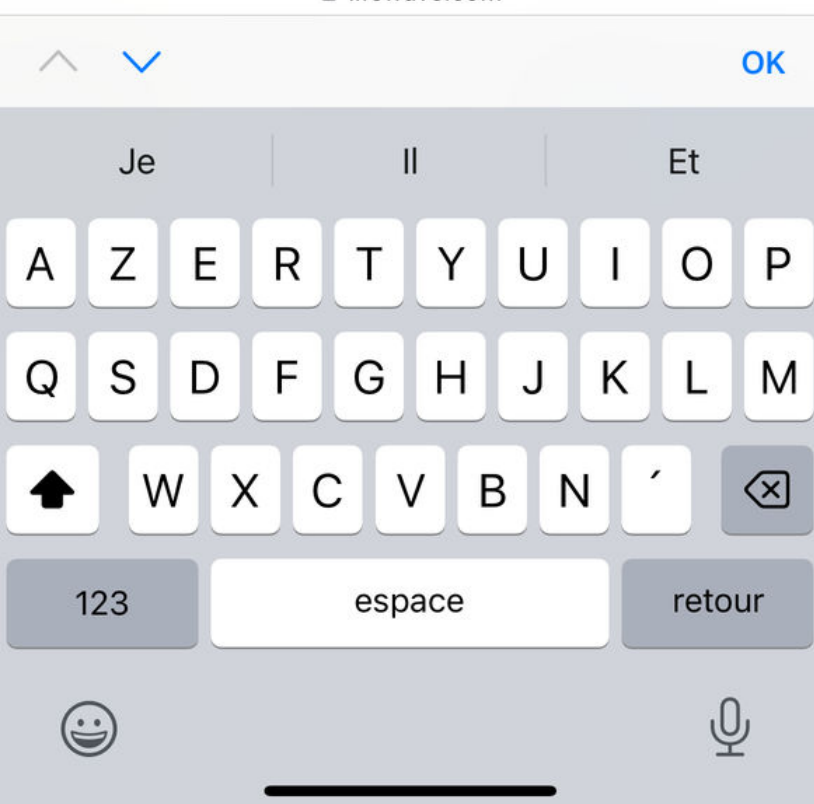 OK
Je Il Et
A Z E R T Y U I O P
Q S D F G H J K L M
W X C V B N ´
123 espace retour